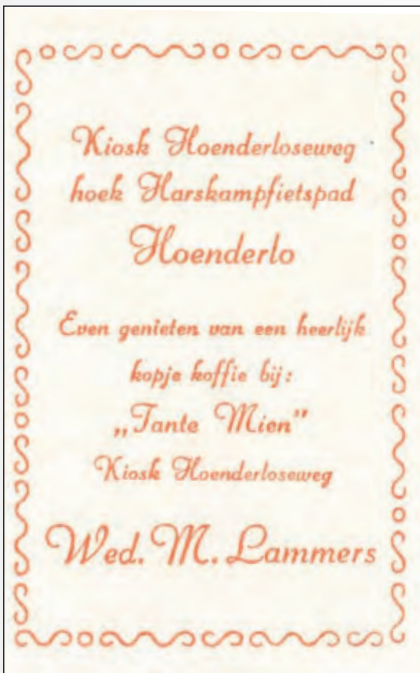 Kiosk Hoenderloseweg
hoek Harskampfietspad
Hoenderlo
Even genieten van een heerlijk
kopje koffie bij:
„Tante Mien”
Kiosk Hoenderloseweg
Wed. M. Lammers